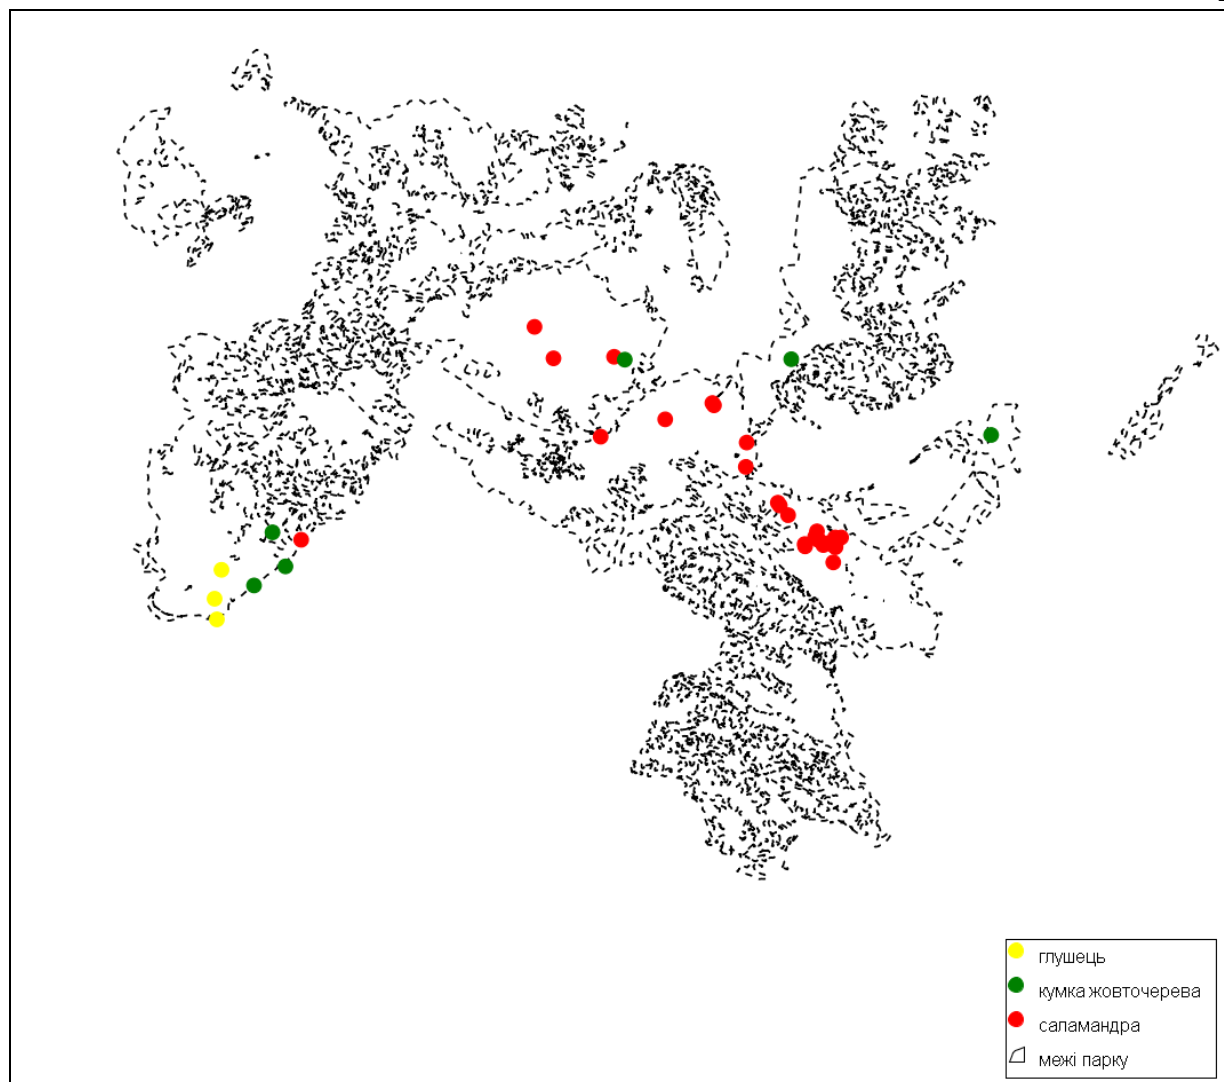 глушець
кумка жовточерева
саламандра
межі парку